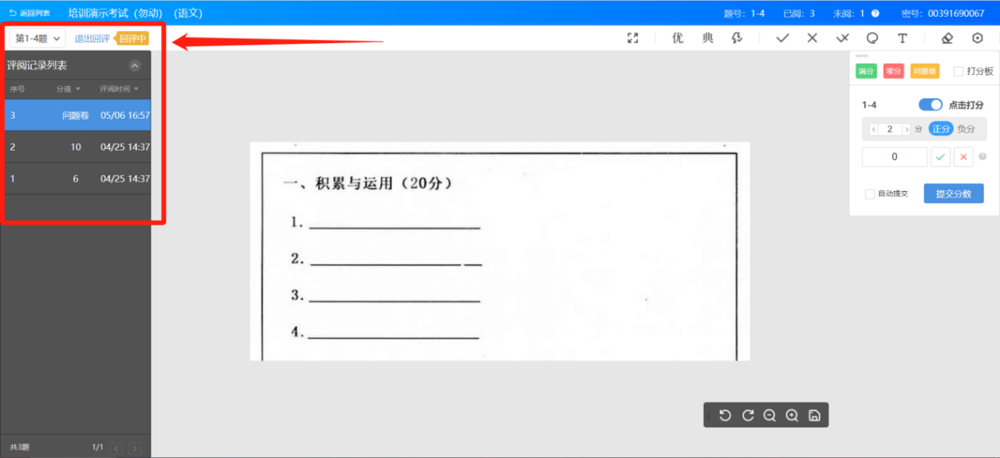 返回列表 培训演示考试（勿动）（语文） 题号：1-4 已阅：3 未阅：1 密号：00391690067
第1-4题 退出回评 回评中 优 典 T
评阅记录列表
序号 分值 评阅时间
3 问题卷 05/06 16:57
2 10 04/25 14:37
1 6 04/25 14:37
共3题 1/1
一、积累与运用（20分）
1.
2.
3.
4.
满分 零分 问题卷 打分板
1-4 点击打分
2 分 正分 负分
0
自动提交 提交分数